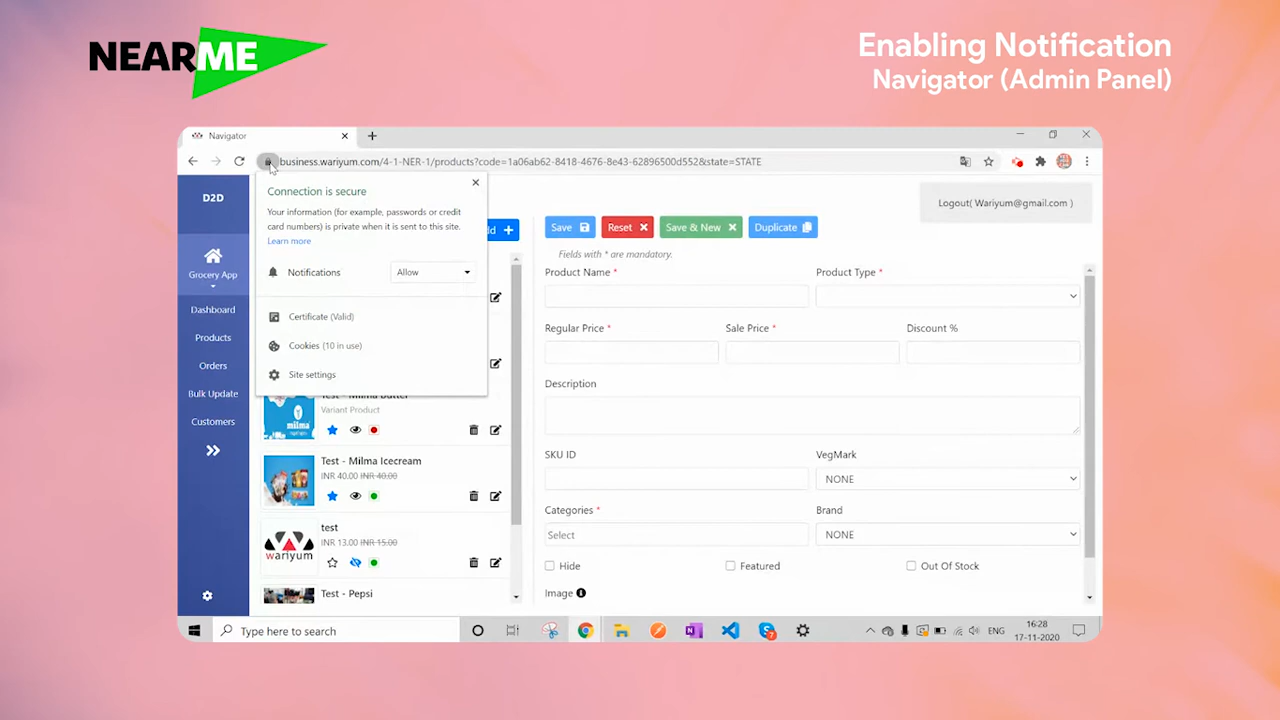 NEARME
Enabling Notification
Navigator (Admin Panel)
Navigator
business.wariyum.com/4-1-NER-1/products?code=1a06ab62-8418-4676-8e43-62896500d552&state=STATE
D2D
Grocery App
Dashboard
Products
Orders
Bulk Update
Customers
Connection is secure
Your information (for example, passwords or credit
card numbers) is private when it is sent to this site.
Learn more
Notifications
Allow
Certificate (Valid)
Cookies (10 in use)
Site settings
Test - Milma Butter
Variant Product
milma
Test - Milma Icecream
INR 40.00 INR 40.00
test
INR 13.00 INR 15.00
wariyum
Test - Pepsi
Logout( Wariyum@gmail.com )
Save
Reset
Save & New
Duplicate
Fields with * are mandatory.
Product Name *
Product Type *
Regular Price *
Sale Price *
Discount %
Description
SKU ID
VegMark
NONE
Categories *
Brand
Select
NONE
Hide
Featured
Out Of Stock
Image
Type here to search
ENG
16:28
17-11-2020